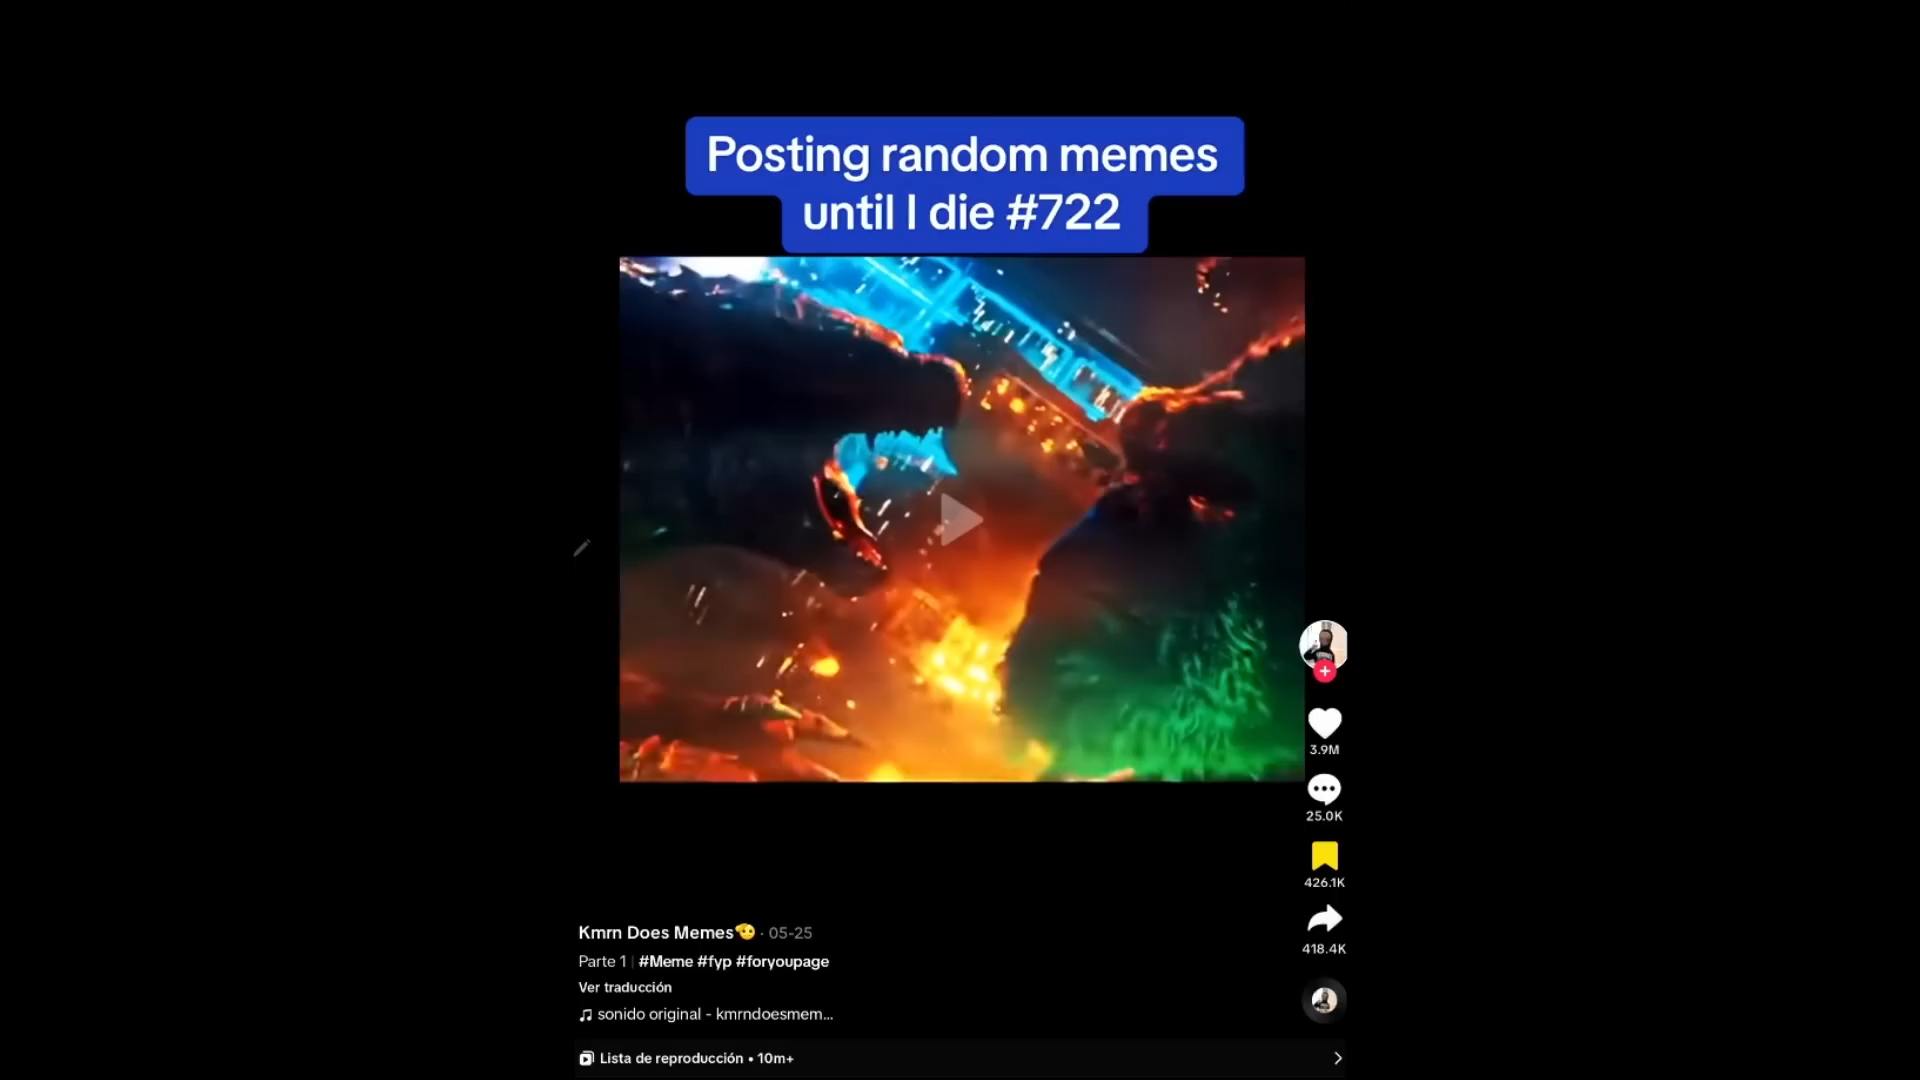 Posting random memes
until I die #722
3.9M
25.0K
426.1K
418.4K
Kmrn Does Memes🫡 · 05-25
Parte 1 | #Meme #fyp #foryoupage
Ver traducción
sonido original - kmrndoesmem...
Lista de reproducción • 10m+